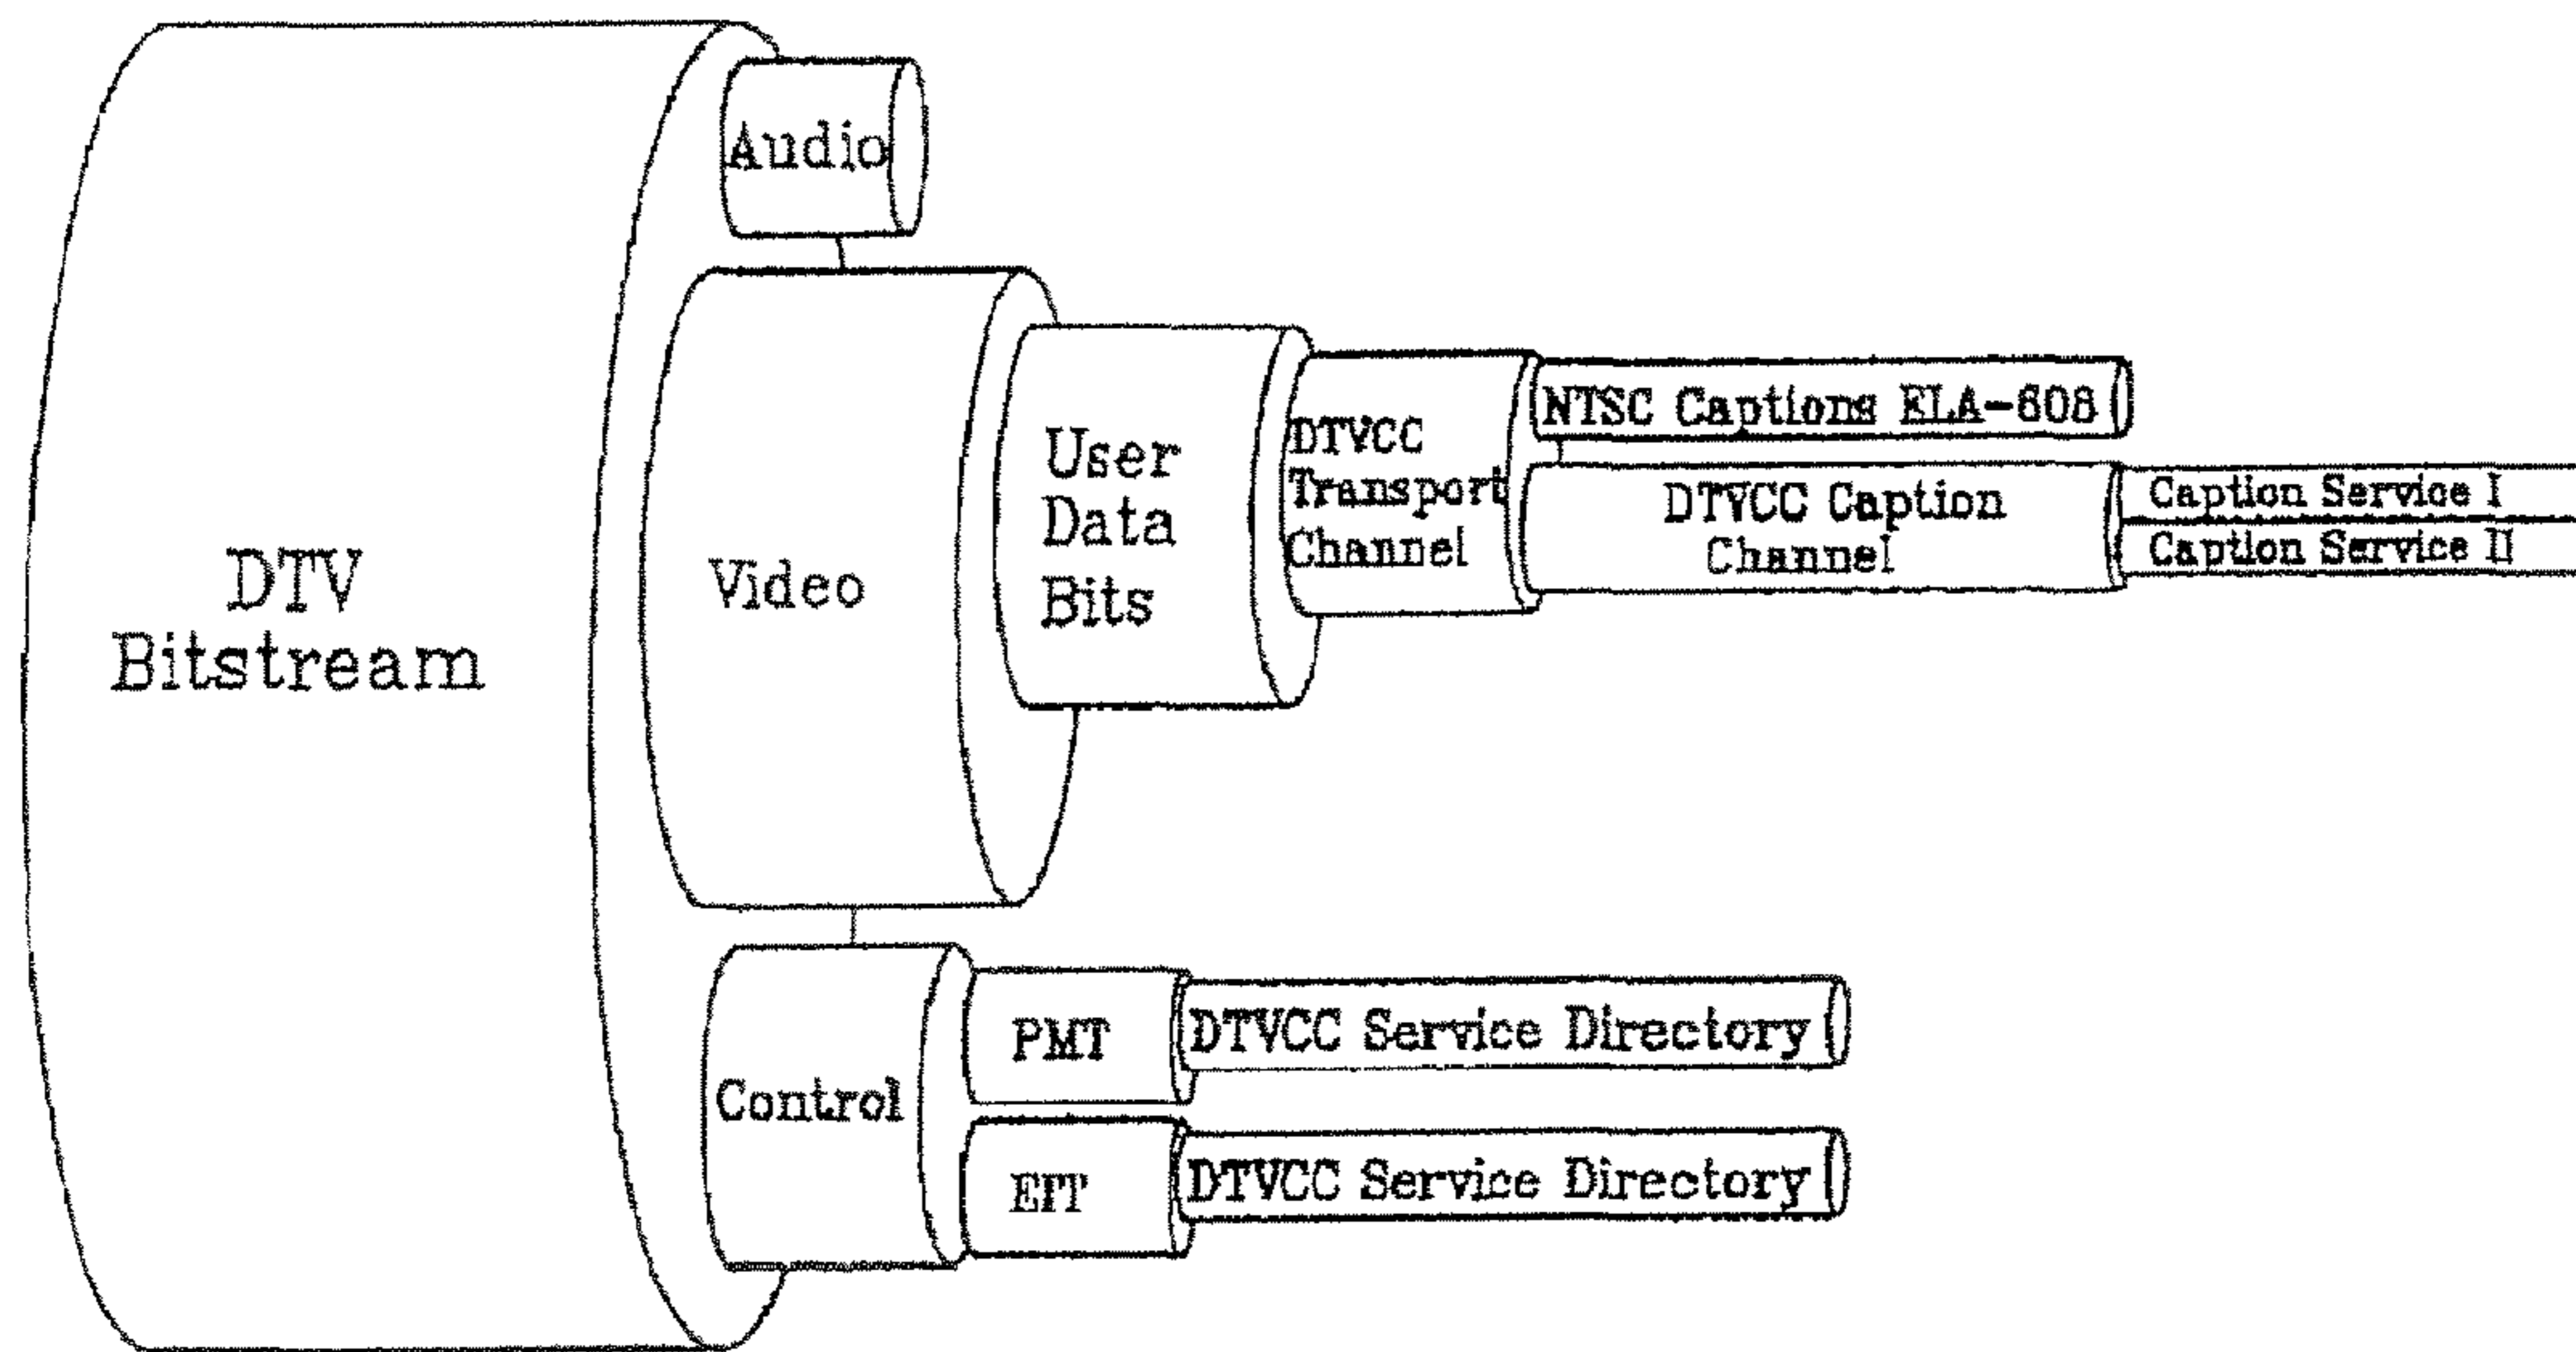 Audio
DTV
Bitstream
Video
User
Data
Bits
DTVCC
Transport
Channel
NTSC Captions ELA-608
DTVCC Caption
Channel
Caption Service I
Caption Service II
Control
PMT
DTVCC Service Directory
EIT
DTVCC Service Directory